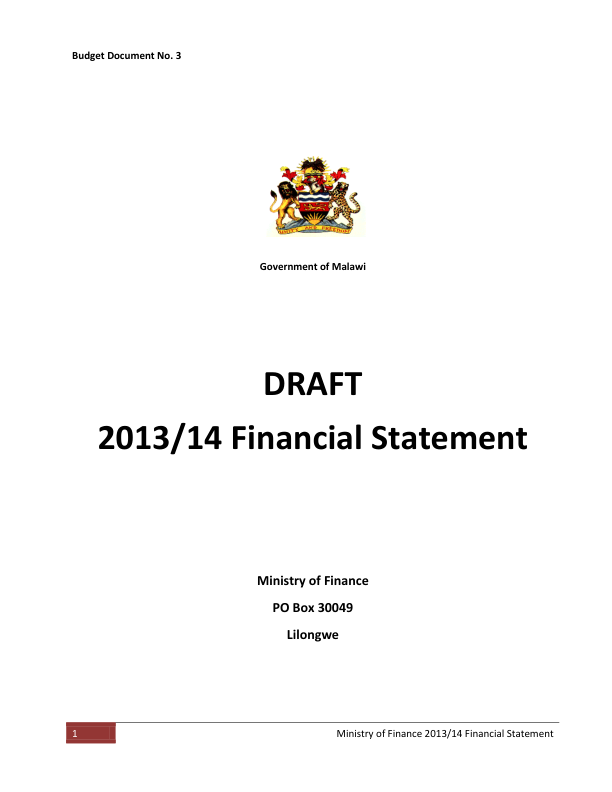 Budget Document No. 3
UNITY AND FREEDOM
Government of Malawi
DRAFT
2013/14 Financial Statement
Ministry of Finance
PO Box 30049
Lilongwe
1
Ministry of Finance 2013/14 Financial Statement